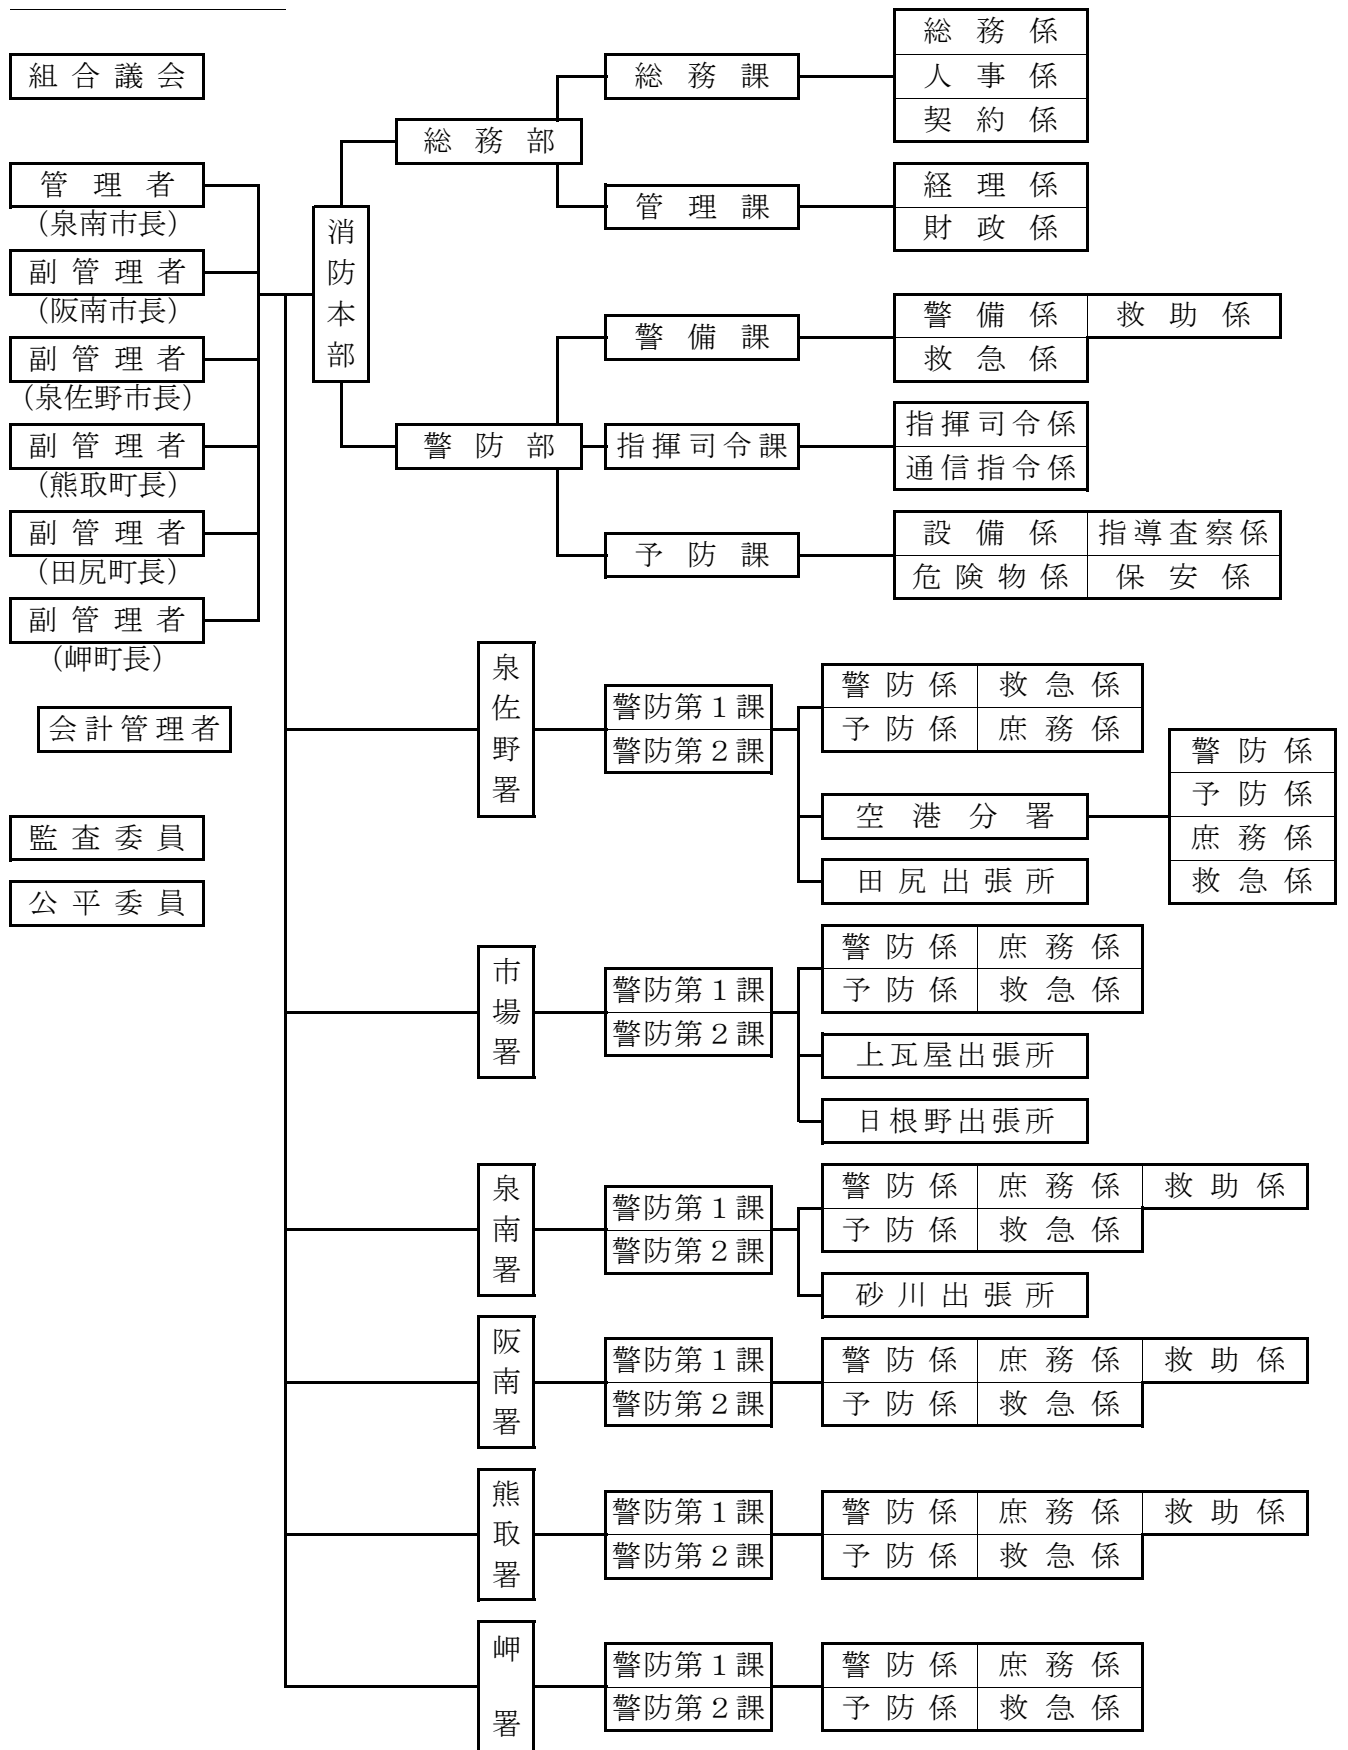 組合議会
管理者
(泉南市長)
副管理者
(阪南市長)
副管理者
(泉佐野市長)
副管理者
(熊取町長)
副管理者
(田尻町長)
副管理者
(岬町長)
会計管理者
監査委員
公平委員
消防本部
総務部
総務課
総務係
人事係
契約係
管理課
経理係
財政係
警防部
警備課
警備係 救助係
救急係
指揮司令課
指揮司令係
通信指令係
予防課
設備係 指導査察係
危険物係 保安係
泉佐野署
警防第1課
警防第2課
警防係 救急係
予防係 庶務係
空港分署
警防係
予防係
庶務係
救急係
田尻出張所
市場署
警防第1課
警防第2課
警防係 庶務係
予防係 救急係
上瓦屋出張所
日根野出張所
泉南署
警防第1課
警防第2課
警防係 庶務係 救助係
予防係 救急係
砂川出張所
阪南署
警防第1課
警防第2課
警防係 庶務係 救助係
予防係 救急係
熊取署
警防第1課
警防第2課
警防係 庶務係 救助係
予防係 救急係
岬署
警防第1課
警防第2課
警防係 庶務係
予防係 救急係